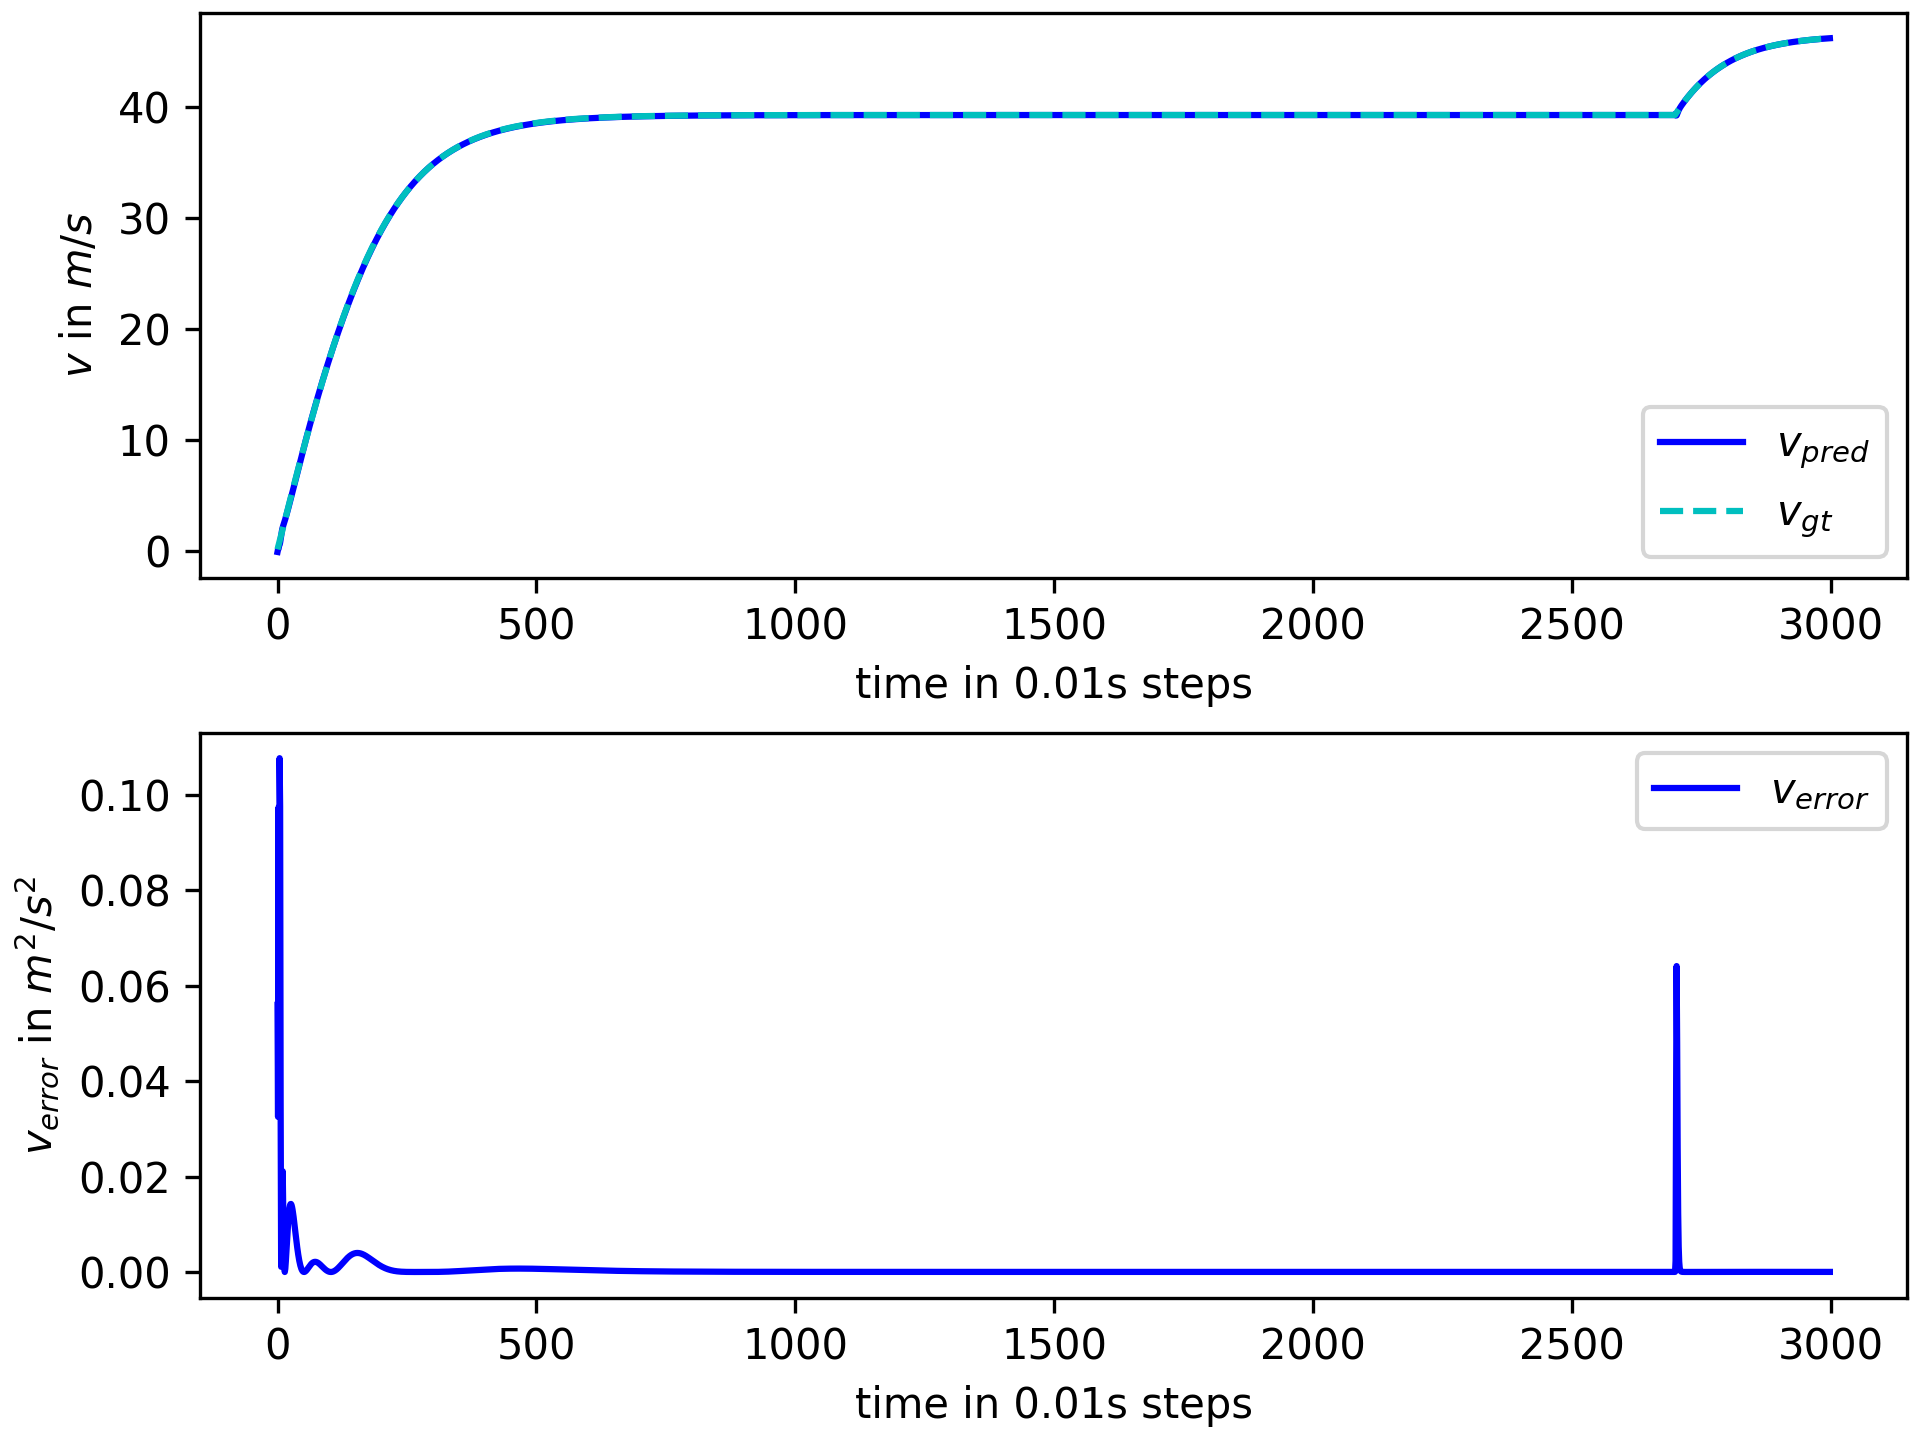 v in m/s
40
30
20
10
0
v_pred
v_gt
0 500 1000 1500 2000 2500 3000
time in 0.01s steps
v_error in m²/s²
0.10
0.08
0.06
0.04
0.02
0.00
v_error
0 500 1000 1500 2000 2500 3000
time in 0.01s steps